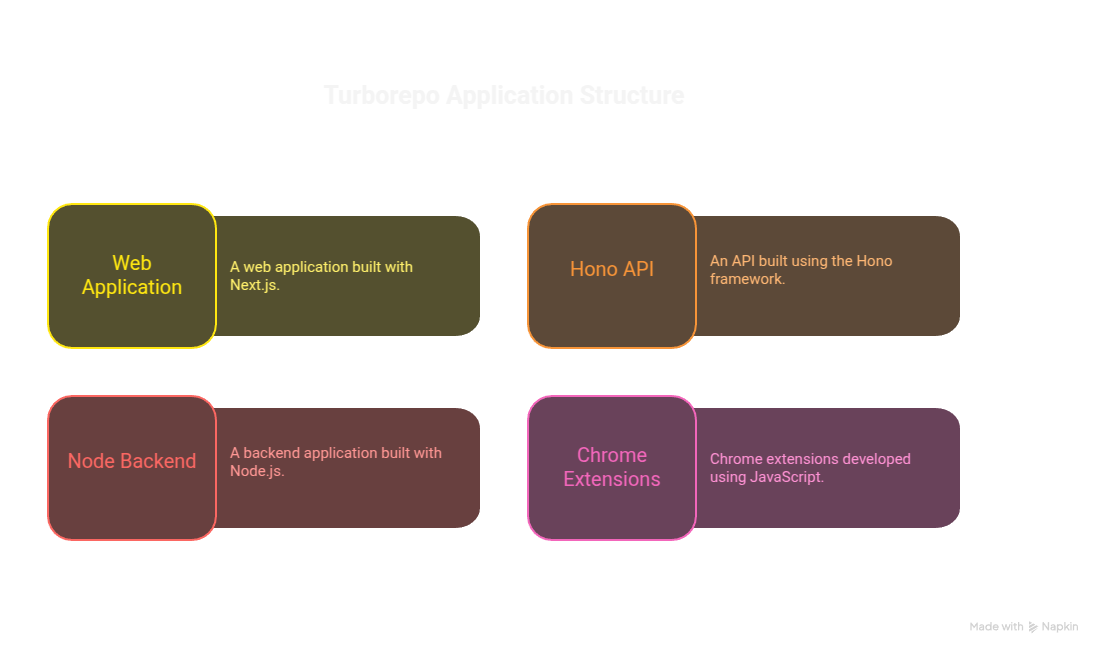 Turborepo Application Structure
Web
Application
A web application built with
Next.js.
Hono API
An API built using the Hono
framework.
Node Backend
A backend application built with
Node.js.
Chrome
Extensions
Chrome extensions developed
using JavaScript.
Made with Napkin